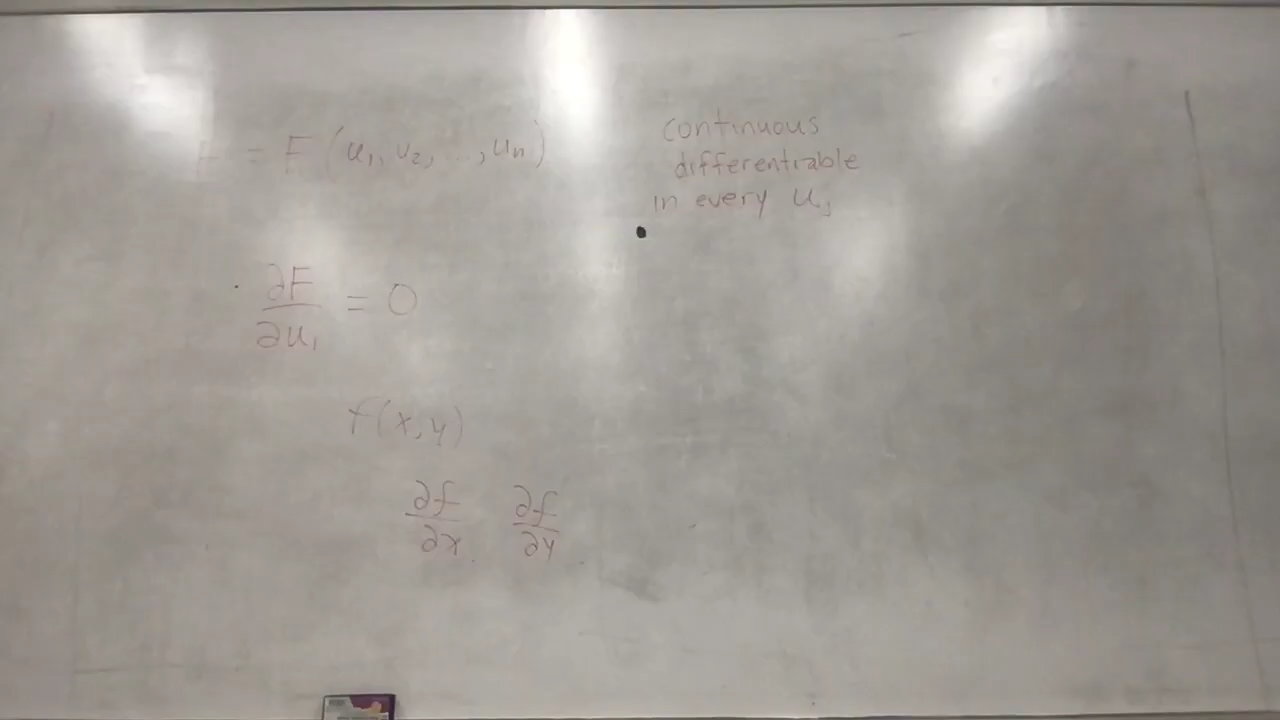 F = F(u₁, u₂, ..., uₙ)
continuous
differentiable
in every uⱼ
∂F/∂u₁ = 0
f(x,y)
∂f/∂x ∂f/∂y